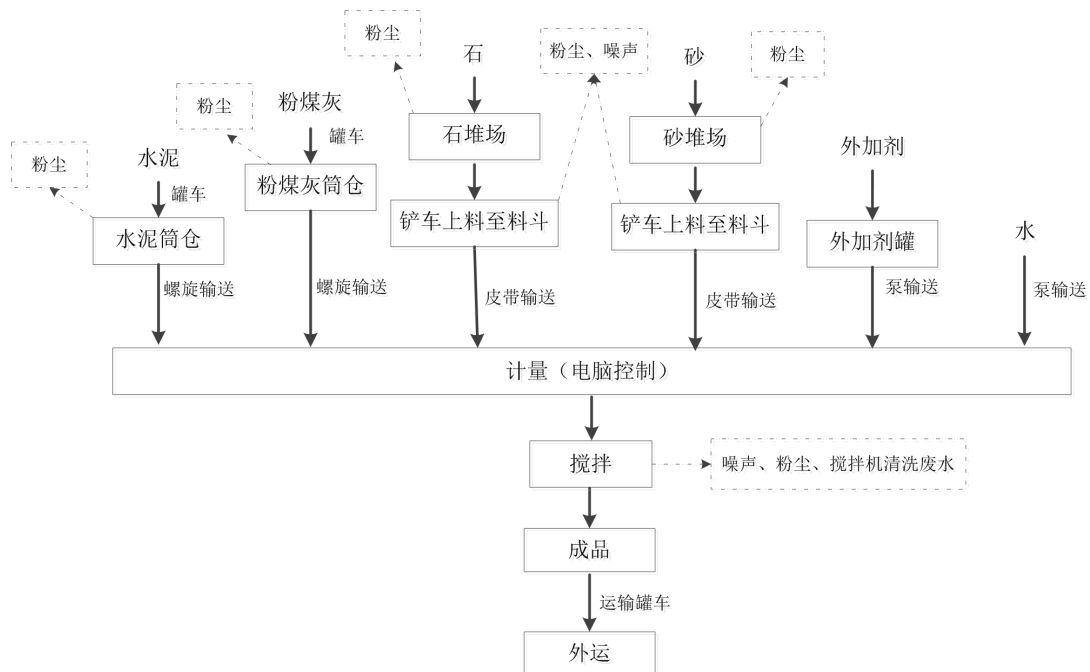 粉尘
石
粉尘、噪声
砂
粉尘
粉尘
粉煤灰
罐车
石堆场
砂堆场
粉尘
水泥
罐车
粉煤灰筒仓
外加剂
水泥筒仓
铲车上料至料斗
铲车上料至料斗
外加剂罐
水
螺旋输送
螺旋输送
皮带输送
皮带输送
泵输送
泵输送
计量（电脑控制）
搅拌
噪声、粉尘、搅拌机清洗废水
成品
运输罐车
外运